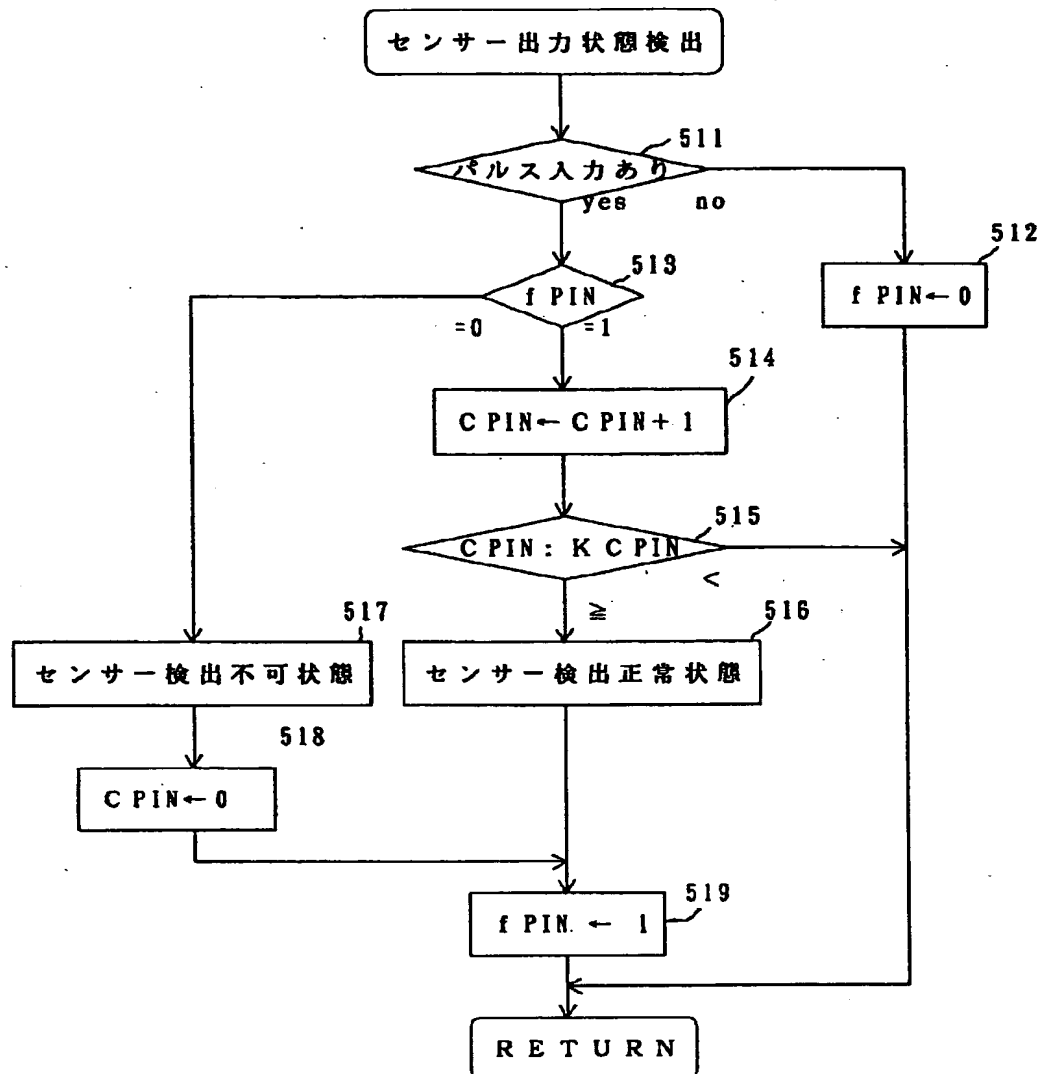 センサー出力状態検出
511
パルス入力あり
yes no
512
f PIN←0
513
f PIN
=0 =1
514
C PIN←C PIN+1
515
C PIN: K C PIN
<
≧
517
センサー検出不可状態
516
センサー検出正常状態
518
C PIN←0
519
f PIN ← 1
RETURN